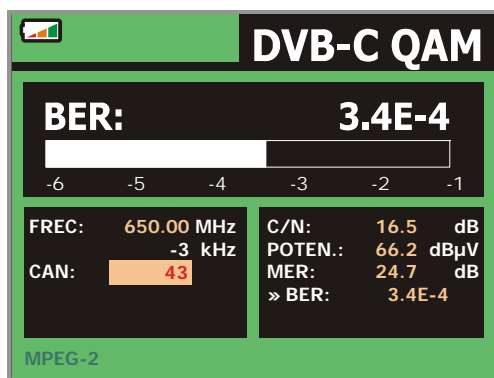 DVB-C QAM
BER: 3.4E-4
-6 -5 -4 -3 -2 -1
FREC: 650.00 MHz
-3 kHz
CAN: 43
C/N: 16.5 dB
POTEN.: 66.2 dBµV
MER: 24.7 dB
» BER: 3.4E-4
MPEG-2